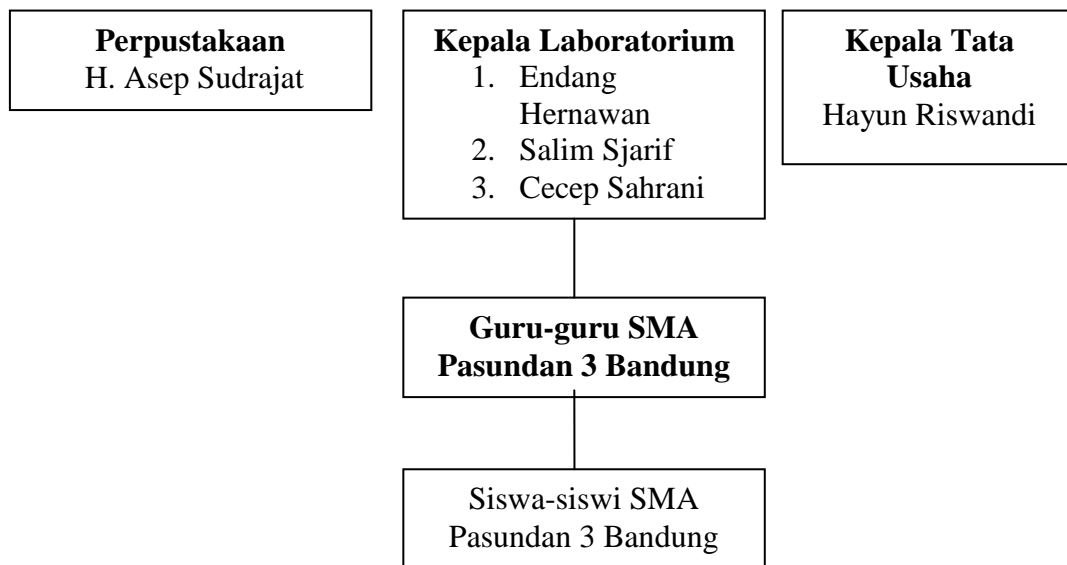 Perpustakaan
H. Asep Sudrajat
Kepala Laboratorium
1. Endang
Hernawan
2. Salim Sjarif
3. Cecep Sahrani
Kepala Tata
Usaha
Hayun Riswandi
Guru-guru SMA
Pasundan 3 Bandung
Siswa-siswi SMA
Pasundan 3 Bandung